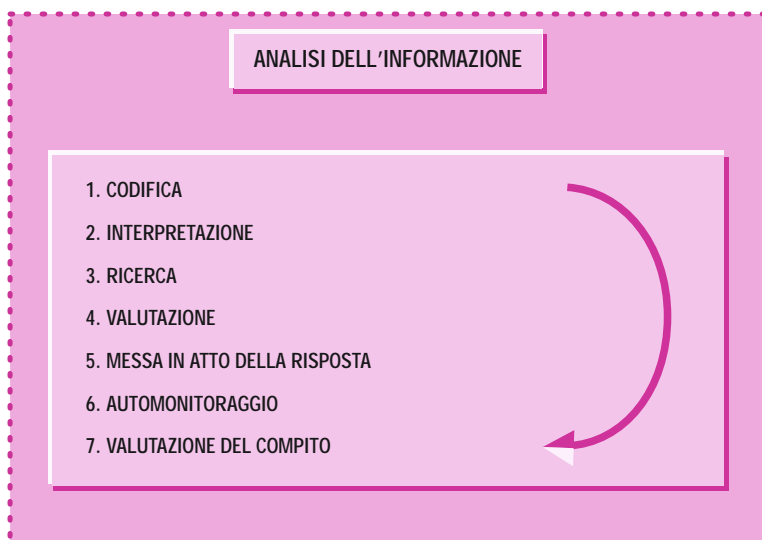 ANALISI DELL'INFORMAZIONE
1. CODIFICA
2. INTERPRETAZIONE
3. RICERCA
4. VALUTAZIONE
5. MESSA IN ATTO DELLA RISPOSTA
6. AUTOMONITORAGGIO
7. VALUTAZIONE DEL COMPITO